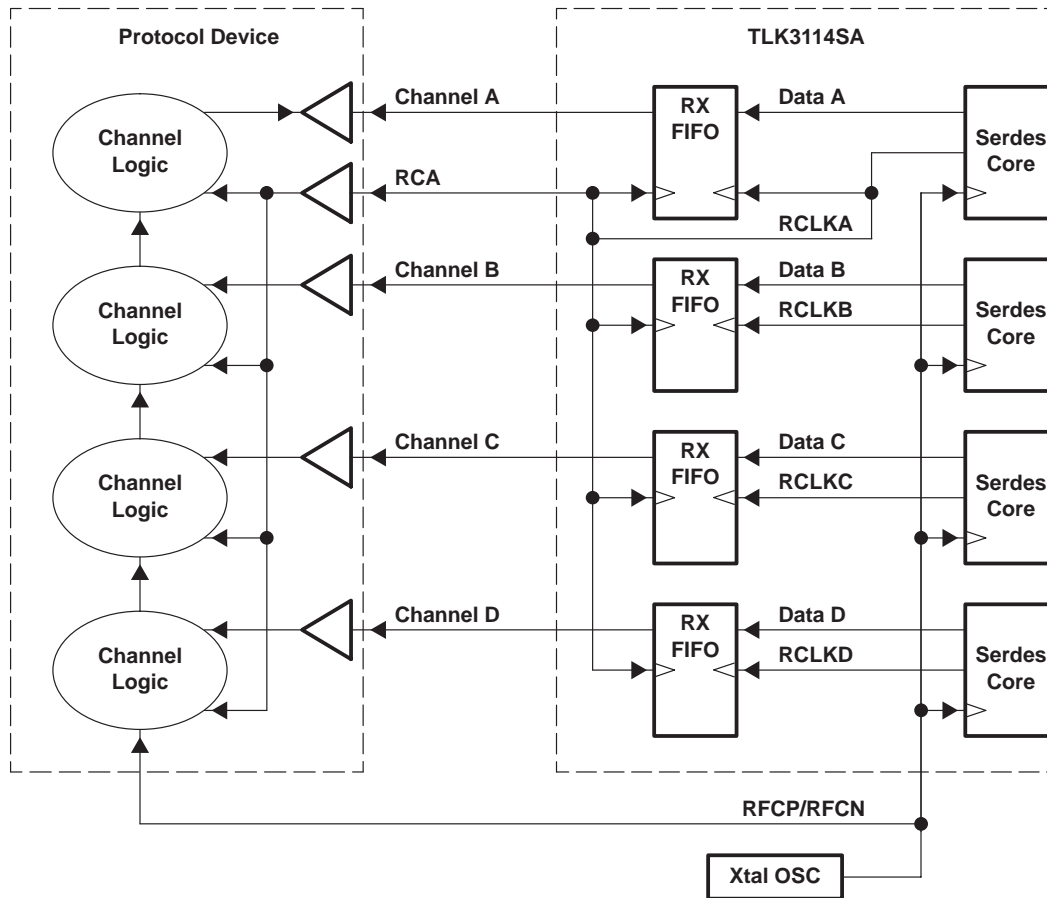 Protocol Device
TLK3114SA
Channel
Logic
Channel A
RX
FIFO
Data A
Serdes
Core
RCA
RCLKA
Channel
Logic
Channel B
RX
FIFO
Data B
RCLKB
Serdes
Core
Channel
Logic
Channel C
RX
FIFO
Data C
RCLKC
Serdes
Core
Channel
Logic
Channel D
RX
FIFO
Data D
RCLKD
Serdes
Core
RFCP/RFCN
Xtal OSC